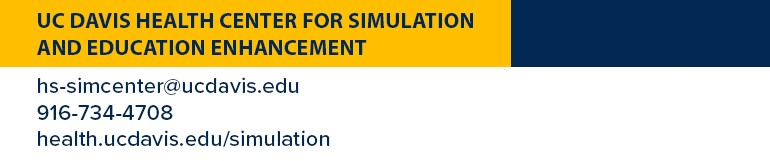 UC DAVIS HEALTH CENTER FOR SIMULATION
AND EDUCATION ENHANCEMENT
hs-simcenter@ucdavis.edu
916-734-4708
health.ucdavis.edu/simulation